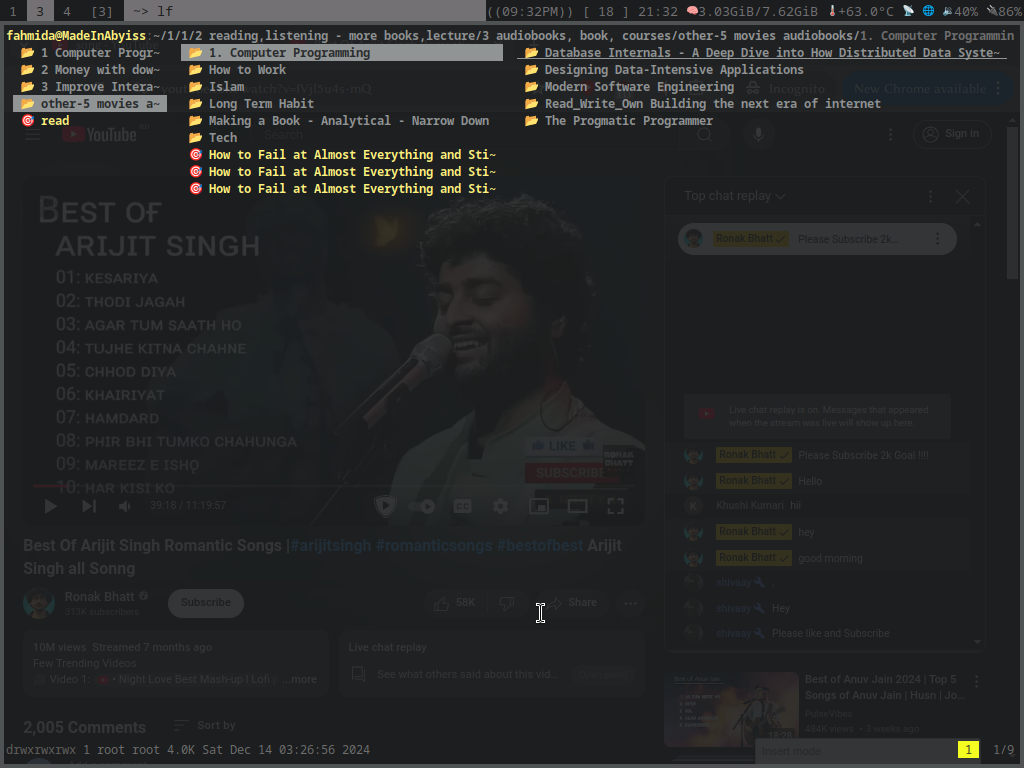 1 3 4 [3] ~> lf ((09:32PM)) [ 18 ] 21:32 3.03GiB/7.62GiB +63.0°C 40% 86%
fahmida@MadeInAbyiss:~/1/1/2 reading,listening - more books,lecture/3 audiobooks, book, courses/other-5 movies audiobooks/1. Computer Programmin
1 Computer Progr~ 1. Computer Programming Database Internals - A Deep Dive into How Distributed Data Syste~
2 Money with dow~ How to Work Designing Data-Intensive Applications
3 Improve Intera~ Islam Modern Software Engineering
other-5 movies a~ Long Term Habit Read_Write_Own Building the next era of internet
read Making a Book - Analytical - Narrow Down The Progmatic Programmer
Tech
How to Fail at Almost Everything and Sti~
How to Fail at Almost Everything and Sti~
How to Fail at Almost Everything and Sti~
Incognito New Chrome available
YouTube Search Sign in
BEST OF
ARIJIT SINGH
01: KESARIYA
02: THODI JAGAH
03: AGAR TUM SAATH HO
04: TUJHE KITNA CHAHNE
05: CHHOD DIYA
06: KHAIRIYAT
07: HAMDARD
08: PHIR BHI TUMKO CHAHUNGA
09: MAREEZ E ISHQ
10: HAR KISI KO
LIKE
SUBSCRIBE
RONAK BHATT
39:18 / 11:19:57
Best Of Arijit Singh Romantic Songs |#arijitsingh #romanticsongs #bestofbest Arijit
Singh all Sonng
Ronak Bhatt
313K subscribers
Subscribe
58K
Share
10M views Streamed 7 months ago
Few Trending Videos
Video 1: • Night Love Best Mash-up | Lofi ...more
Live chat replay
See what others said about this vid...
2,005 Comments Sort by
Top chat replay
Ronak Bhatt Please Subscribe 2k...
Live chat replay is on. Messages that appeared
when the stream was live will show up here.
Ronak Bhatt Please Subscribe 2k Goal !!!!
Ronak Bhatt Hello
K Khushi Kumari hii
Ronak Bhatt hey
Ronak Bhatt good morning
shivaay .
shivaay Hey
shivaay Please like and Subscribe
Best of Anuv Jain 2024 | Top 5
Songs of Anuv Jain | Husn | Jo...
PulseVibes
884K views • 3 weeks ago
19:28
Insert mode
drwxrwxrwx 1 root root 4.0K Sat Dec 14 03:26:56 2024 1 1/9